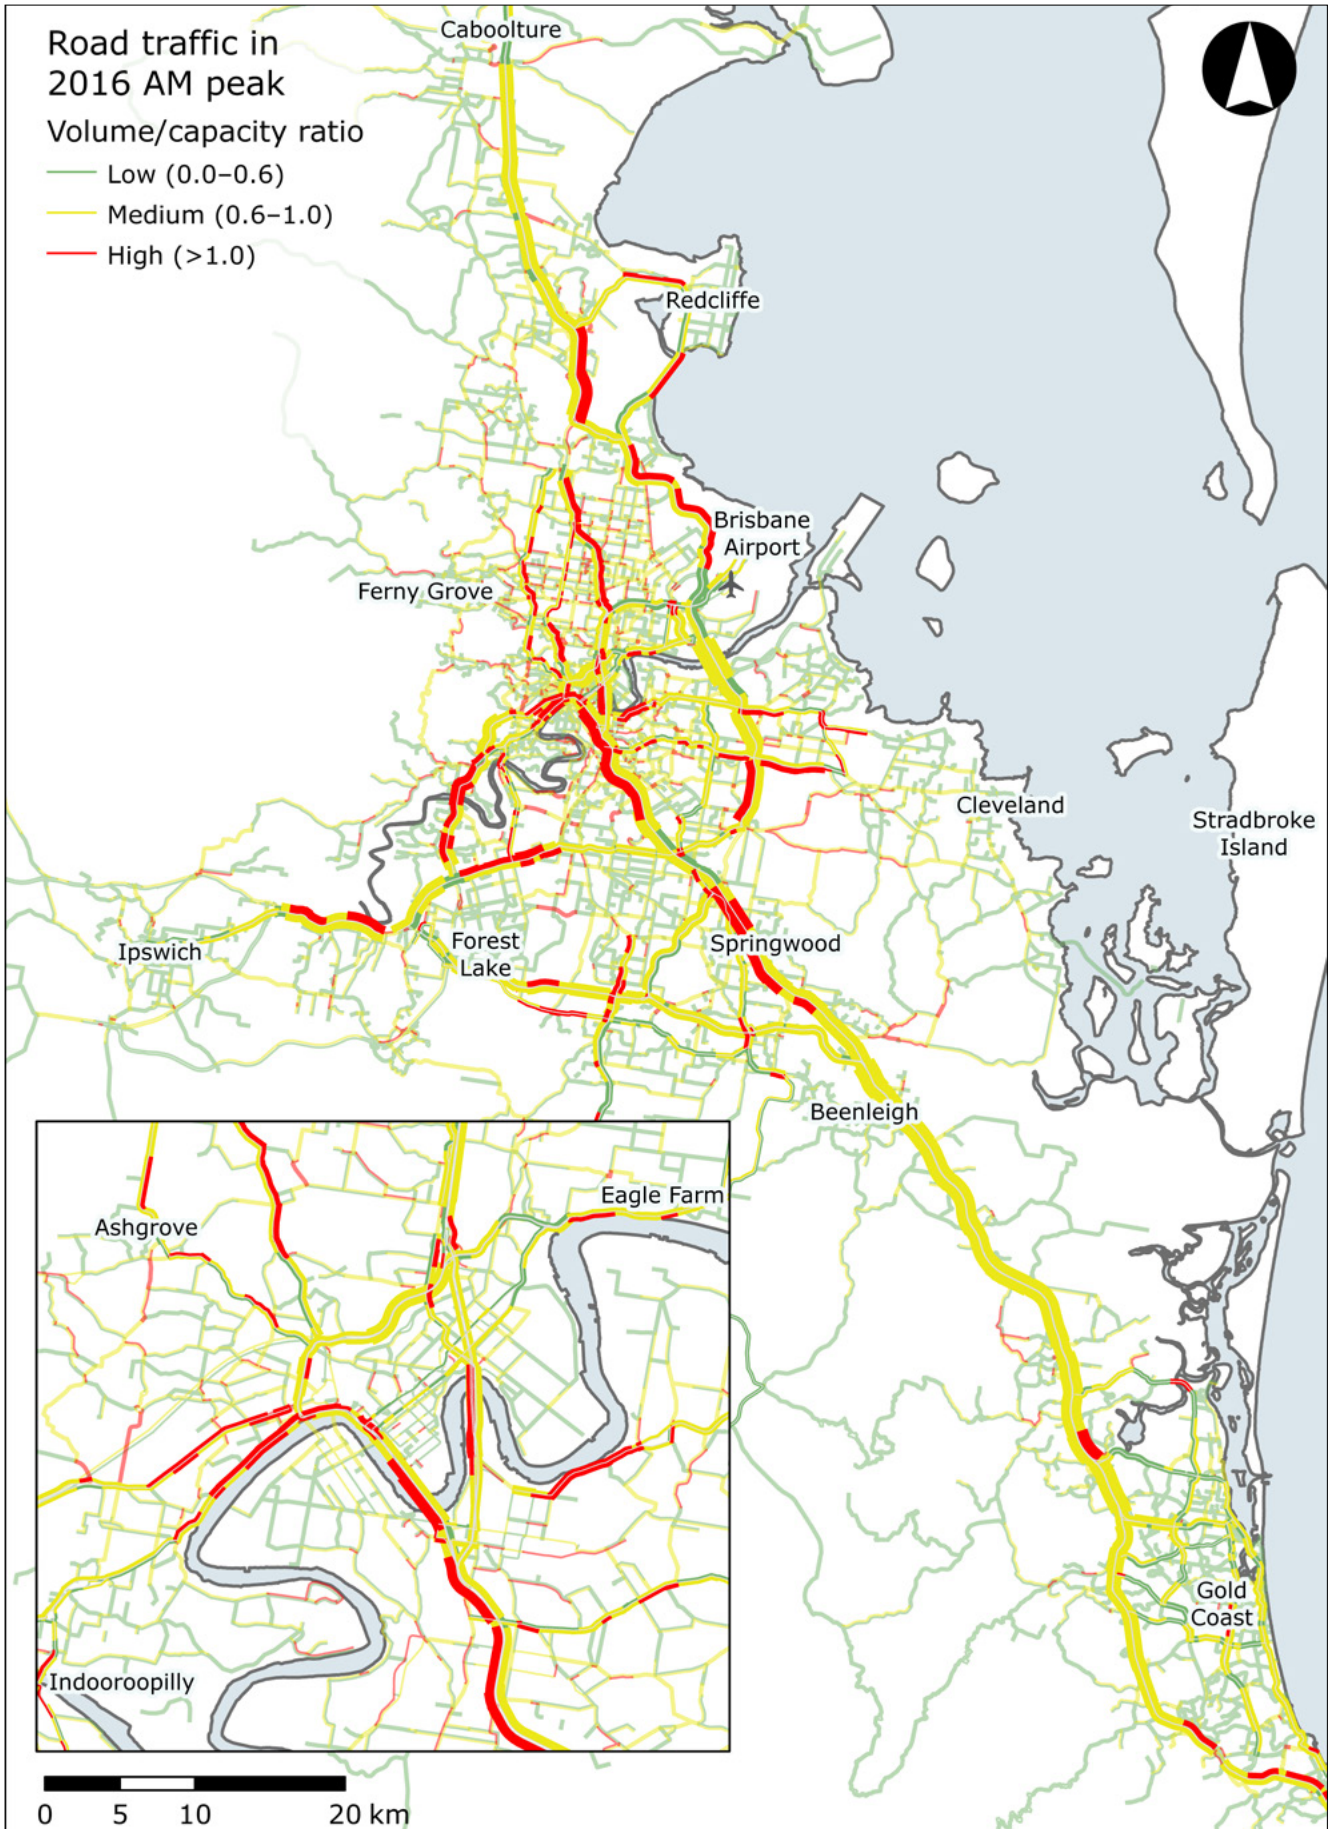 Road traffic in
2016 AM peak
Volume/capacity ratio
Low (0.0–0.6)
Medium (0.6–1.0)
High (>1.0)
Caboolture
Redcliffe
Brisbane
Airport
Ferny Grove
Cleveland
Stradbroke
Island
Ipswich
Forest
Lake
Springwood
Beenleigh
Eagle Farm
Ashgrove
Gold
Coast
Indooroopilly
0 5 10 20 km